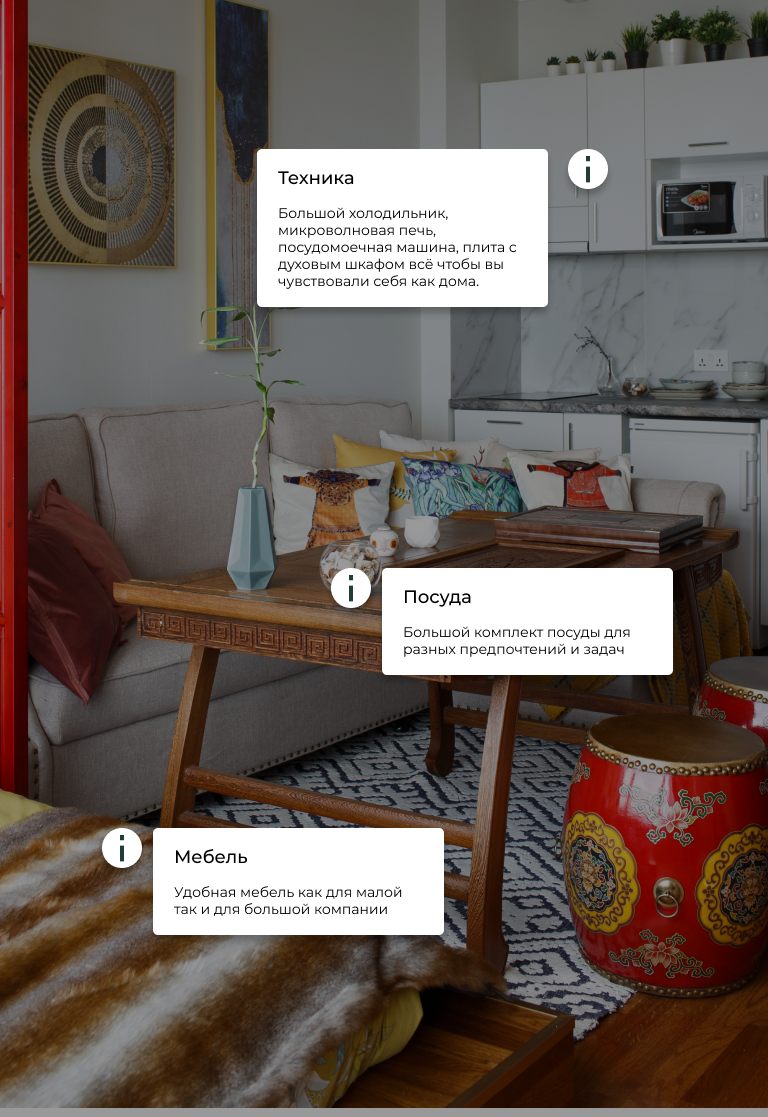 Техника
Большой холодильник,
микроволновая печь,
посудомоечная машина, плита с
духовым шкафом всё чтобы вы
чувствовали себя как дома.
Посуда
Большой комплект посуды для
разных предпочтений и задач
Мебель
Удобная мебель как для малой
так и для большой компании